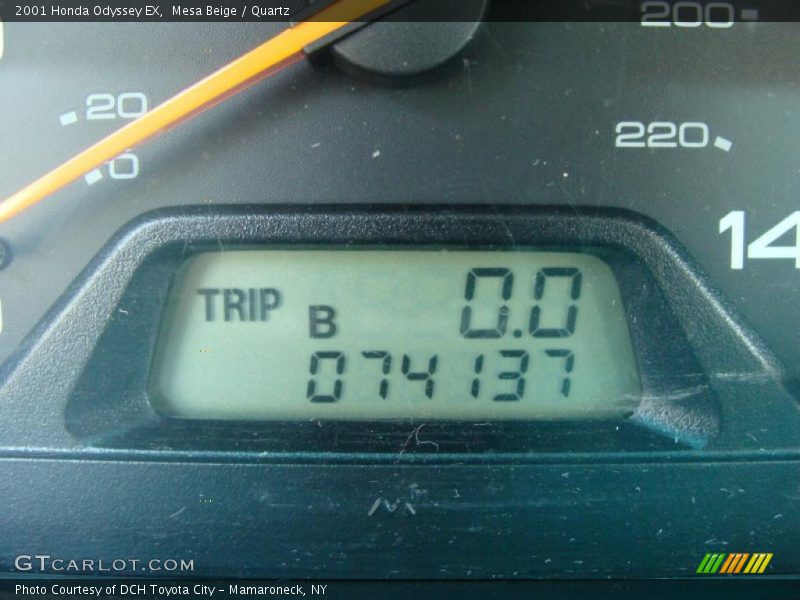 2001 Honda Odyssey EX,  Mesa Beige / Quartz
200
20
220
0
14
TRIP B 0.0
074137
GTCARLOT.COM
Photo Courtesy of DCH Toyota City - Mamaroneck, NY